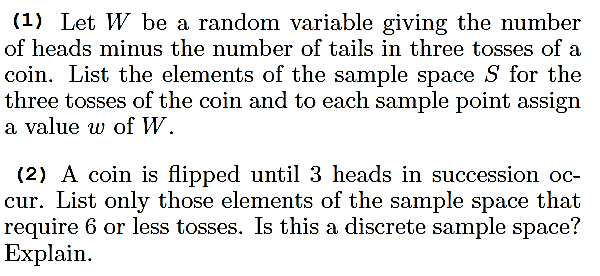 (1) Let W be a random variable giving the number
of heads minus the number of tails in three tosses of a
coin. List the elements of the sample space S for the
three tosses of the coin and to each sample point assign
a value w of W.
(2) A coin is flipped until 3 heads in succession oc-
cur. List only those elements of the sample space that
require 6 or less tosses. Is this a discrete sample space?
Explain.